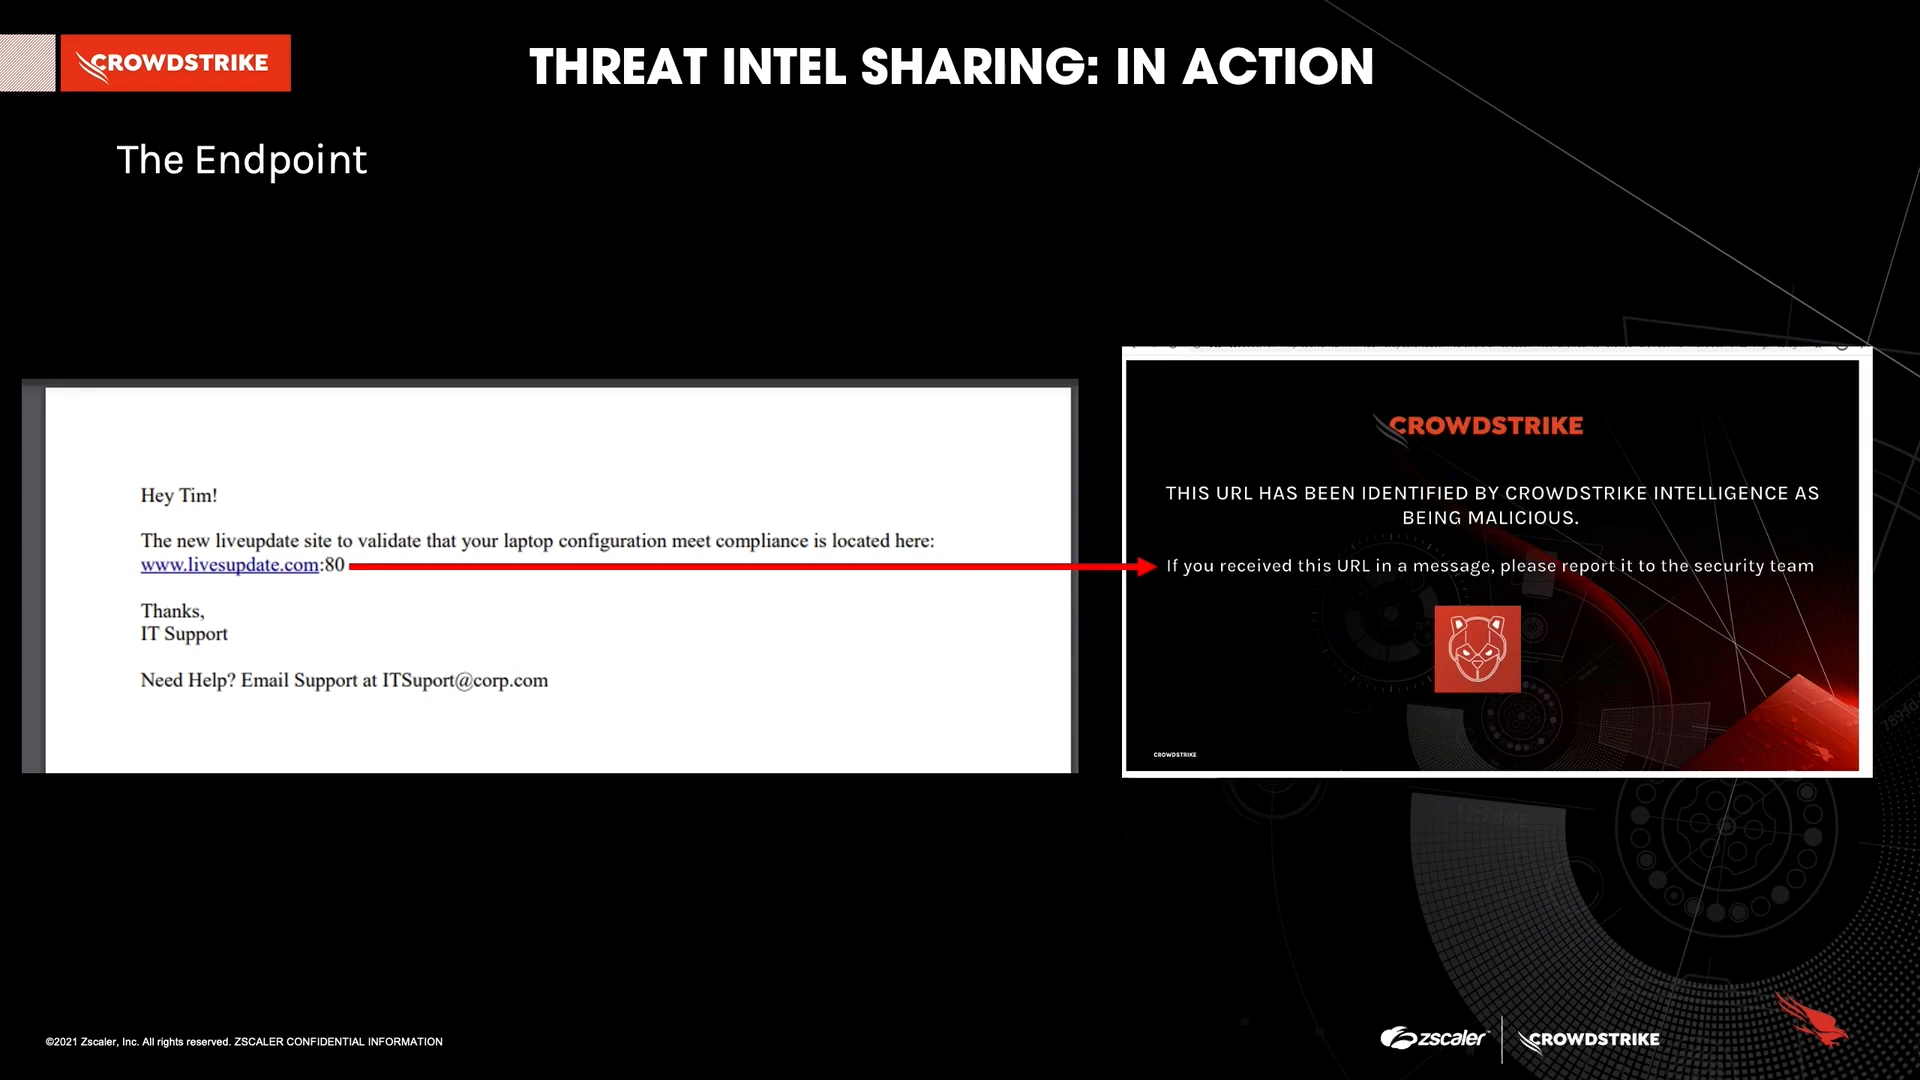 CROWDSTRIKE
THREAT INTEL SHARING: IN ACTION
The Endpoint
Hey Tim!
The new liveupdate site to validate that your laptop configuration meet compliance is located here:
www.livesupdate.com:80
Thanks,
IT Support
Need Help? Email Support at ITSuport@corp.com
CROWDSTRIKE
THIS URL HAS BEEN IDENTIFIED BY CROWDSTRIKE INTELLIGENCE AS
BEING MALICIOUS.
If you received this URL in a message, please report it to the security team
CROWDSTRIKE
©2021 Zscaler, Inc. All rights reserved. ZSCALER CONFIDENTIAL INFORMATION
zscaler™
CROWDSTRIKE